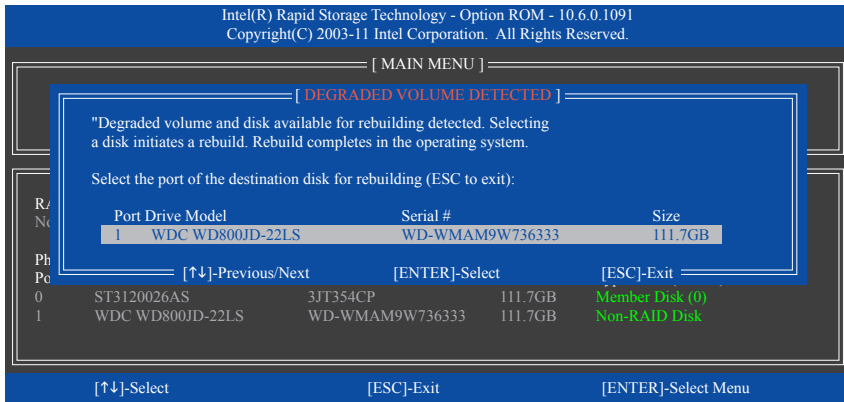 Intel(R) Rapid Storage Technology - Option ROM - 10.6.0.1091
Copyright(C) 2003-11 Intel Corporation. All Rights Reserved.
[ MAIN MENU ]
[ DEGRADED VOLUME DETECTED ]
"Degraded volume and disk available for rebuilding detected. Selecting
a disk initiates a rebuild. Rebuild completes in the operating system.
Select the port of the destination disk for rebuilding (ESC to exit):
Port Drive Model Serial # Size
1 WDC WD800JD-22LS WD-WMAM9W736333 111.7GB
[↑↓]-Previous/Next [ENTER]-Select [ESC]-Exit
0 ST3120026AS 3JT354CP 111.7GB Member Disk (0)
1 WDC WD800JD-22LS WD-WMAM9W736333 111.7GB Non-RAID Disk
[↑↓]-Select [ESC]-Exit [ENTER]-Select Menu